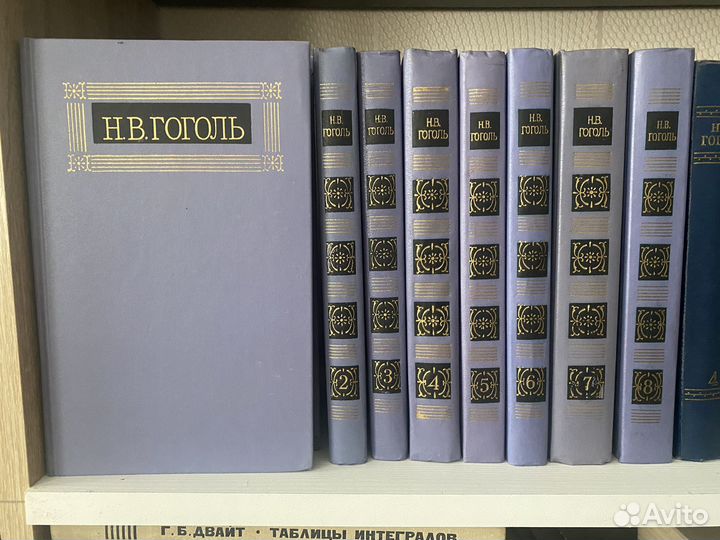 Н.В.ГОГОЛЬ
Н.В.
ГОГОЛЬ
2
Н.В.
ГОГОЛЬ
3
Н.В.
ГОГОЛЬ
4
Н.В.
ГОГОЛЬ
5
Н.В.
ГОГОЛЬ
6
Н.В.
ГОГОЛЬ
7
Н.В.
ГОГОЛЬ
8
Г.Б.ДВАЙТ · ТАБЛИЦЫ ИНТЕГРАЛОВ
Avito